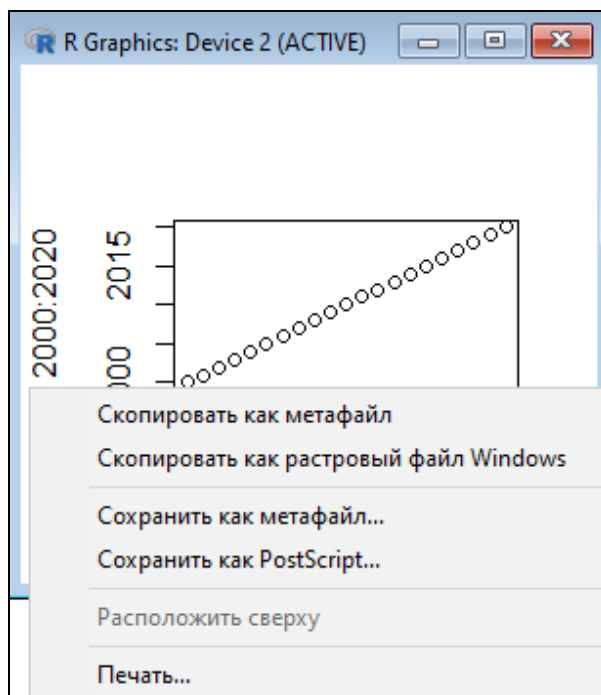 R Graphics: Device 2 (ACTIVE)
2000:2020
2015
000
Скопировать как метафайл
Скопировать как растровый файл Windows
Сохранить как метафайл...
Сохранить как PostScript...
Расположить сверху
Печать...